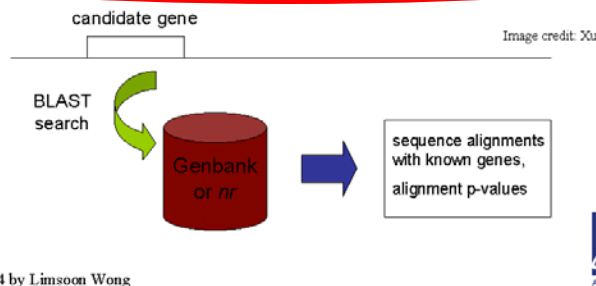 candidate gene
Image credit: Xu
BLAST
search
Genbank
or nr
sequence alignments
with known genes,
alignment p-values
4 by Limsoon Wong